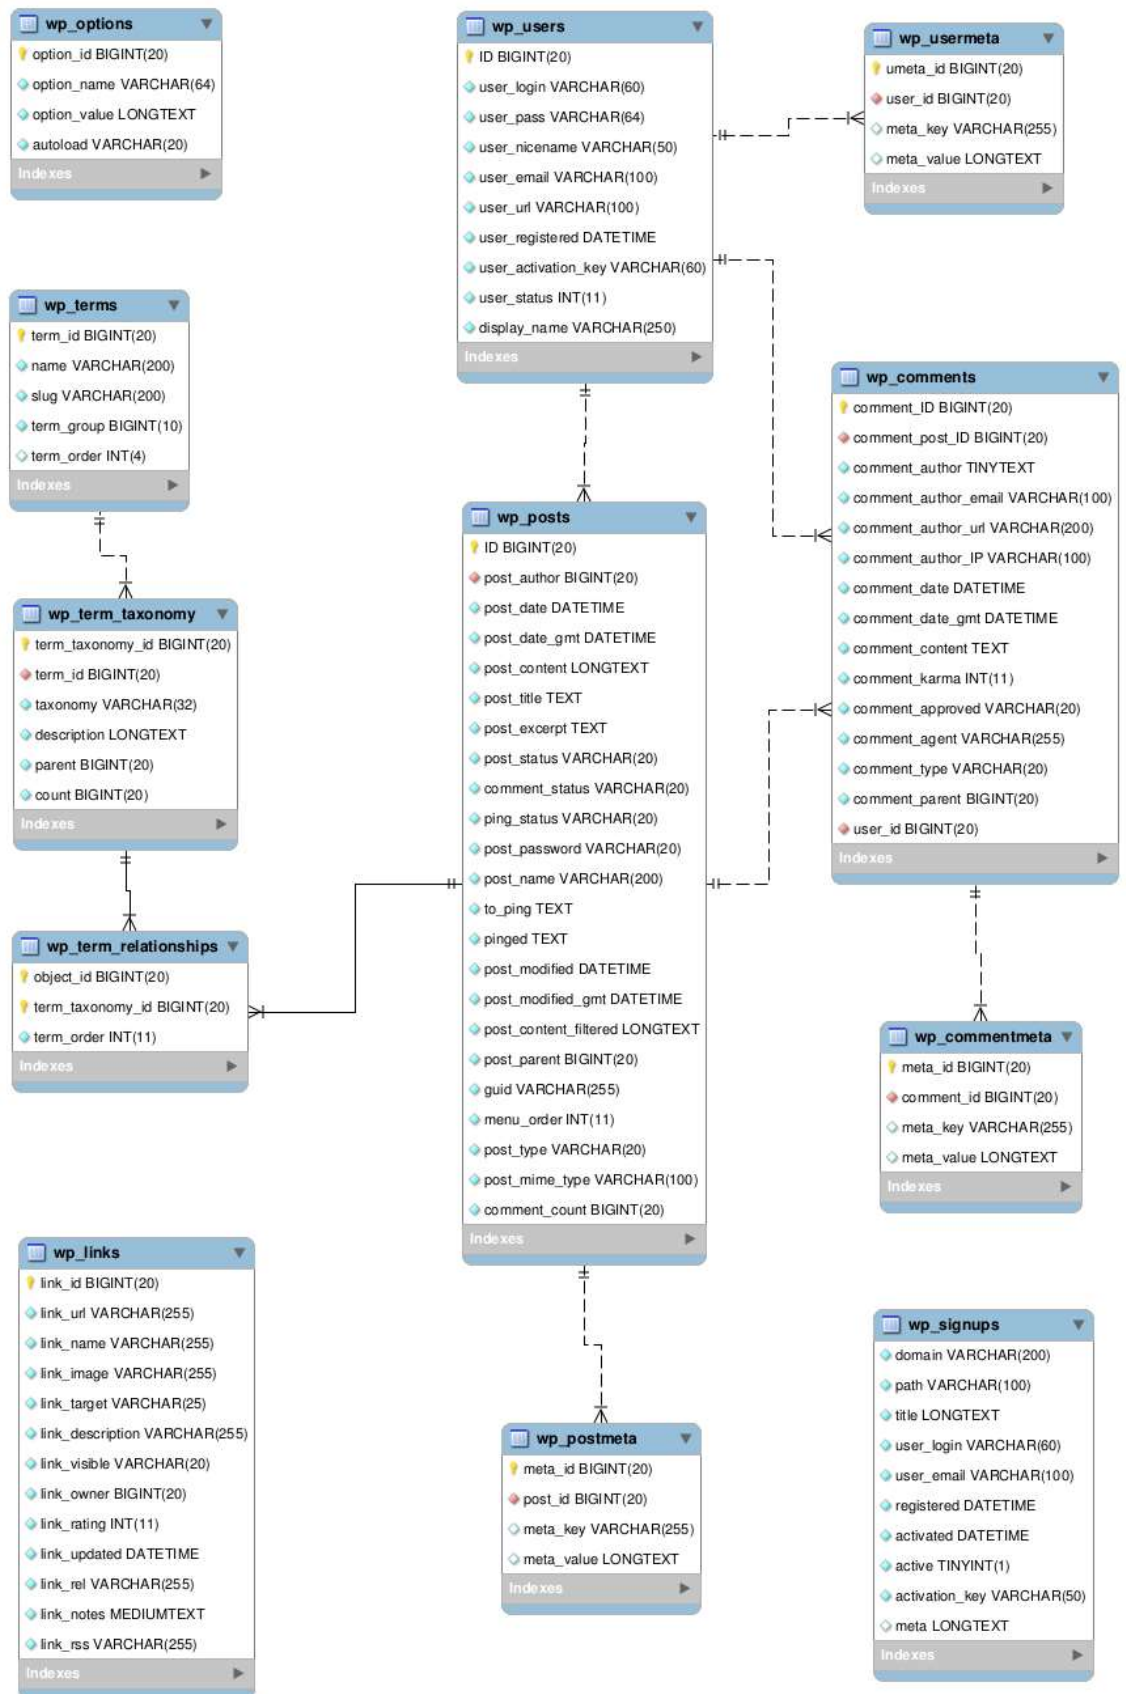 wp_options
option_id BIGINT(20)
option_name VARCHAR(64)
option_value LONGTEXT
autoload VARCHAR(20)
Indexes
wp_users
ID BIGINT(20)
user_login VARCHAR(60)
user_pass VARCHAR(64)
user_nicename VARCHAR(50)
user_email VARCHAR(100)
user_url VARCHAR(100)
user_registered DATETIME
user_activation_key VARCHAR(60)
user_status INT(11)
display_name VARCHAR(250)
Indexes
wp_usermeta
umeta_id BIGINT(20)
user_id BIGINT(20)
meta_key VARCHAR(255)
meta_value LONGTEXT
Indexes
wp_terms
term_id BIGINT(20)
name VARCHAR(200)
slug VARCHAR(200)
term_group BIGINT(10)
term_order INT(4)
Indexes
wp_comments
comment_ID BIGINT(20)
comment_post_ID BIGINT(20)
comment_author TINYTEXT
comment_author_email VARCHAR(100)
comment_author_url VARCHAR(200)
comment_author_IP VARCHAR(100)
comment_date DATETIME
comment_date_gmt DATETIME
comment_content TEXT
comment_karma INT(11)
comment_approved VARCHAR(20)
comment_agent VARCHAR(255)
comment_type VARCHAR(20)
comment_parent BIGINT(20)
user_id BIGINT(20)
Indexes
wp_posts
ID BIGINT(20)
post_author BIGINT(20)
post_date DATETIME
post_date_gmt DATETIME
post_content LONGTEXT
post_title TEXT
post_excerpt TEXT
post_status VARCHAR(20)
comment_status VARCHAR(20)
ping_status VARCHAR(20)
post_password VARCHAR(20)
post_name VARCHAR(200)
to_ping TEXT
pinged TEXT
post_modified DATETIME
post_modified_gmt DATETIME
post_content_filtered LONGTEXT
post_parent BIGINT(20)
guid VARCHAR(255)
menu_order INT(11)
post_type VARCHAR(20)
post_mime_type VARCHAR(100)
comment_count BIGINT(20)
Indexes
wp_term_taxonomy
term_taxonomy_id BIGINT(20)
term_id BIGINT(20)
taxonomy VARCHAR(32)
description LONGTEXT
parent BIGINT(20)
count BIGINT(20)
Indexes
wp_term_relationships
object_id BIGINT(20)
term_taxonomy_id BIGINT(20)
term_order INT(11)
Indexes
wp_commentmeta
meta_id BIGINT(20)
comment_id BIGINT(20)
meta_key VARCHAR(255)
meta_value LONGTEXT
Indexes
wp_links
link_id BIGINT(20)
link_url VARCHAR(255)
link_name VARCHAR(255)
link_image VARCHAR(255)
link_target VARCHAR(25)
link_description VARCHAR(255)
link_visible VARCHAR(20)
link_owner BIGINT(20)
link_rating INT(11)
link_updated DATETIME
link_rel VARCHAR(255)
link_notes MEDIUMTEXT
link_rss VARCHAR(255)
Indexes
wp_postmeta
meta_id BIGINT(20)
post_id BIGINT(20)
meta_key VARCHAR(255)
meta_value LONGTEXT
Indexes
wp_signups
domain VARCHAR(200)
path VARCHAR(100)
title LONGTEXT
user_login VARCHAR(60)
user_email VARCHAR(100)
registered DATETIME
activated DATETIME
active TINYINT(1)
activation_key VARCHAR(50)
meta LONGTEXT
Indexes